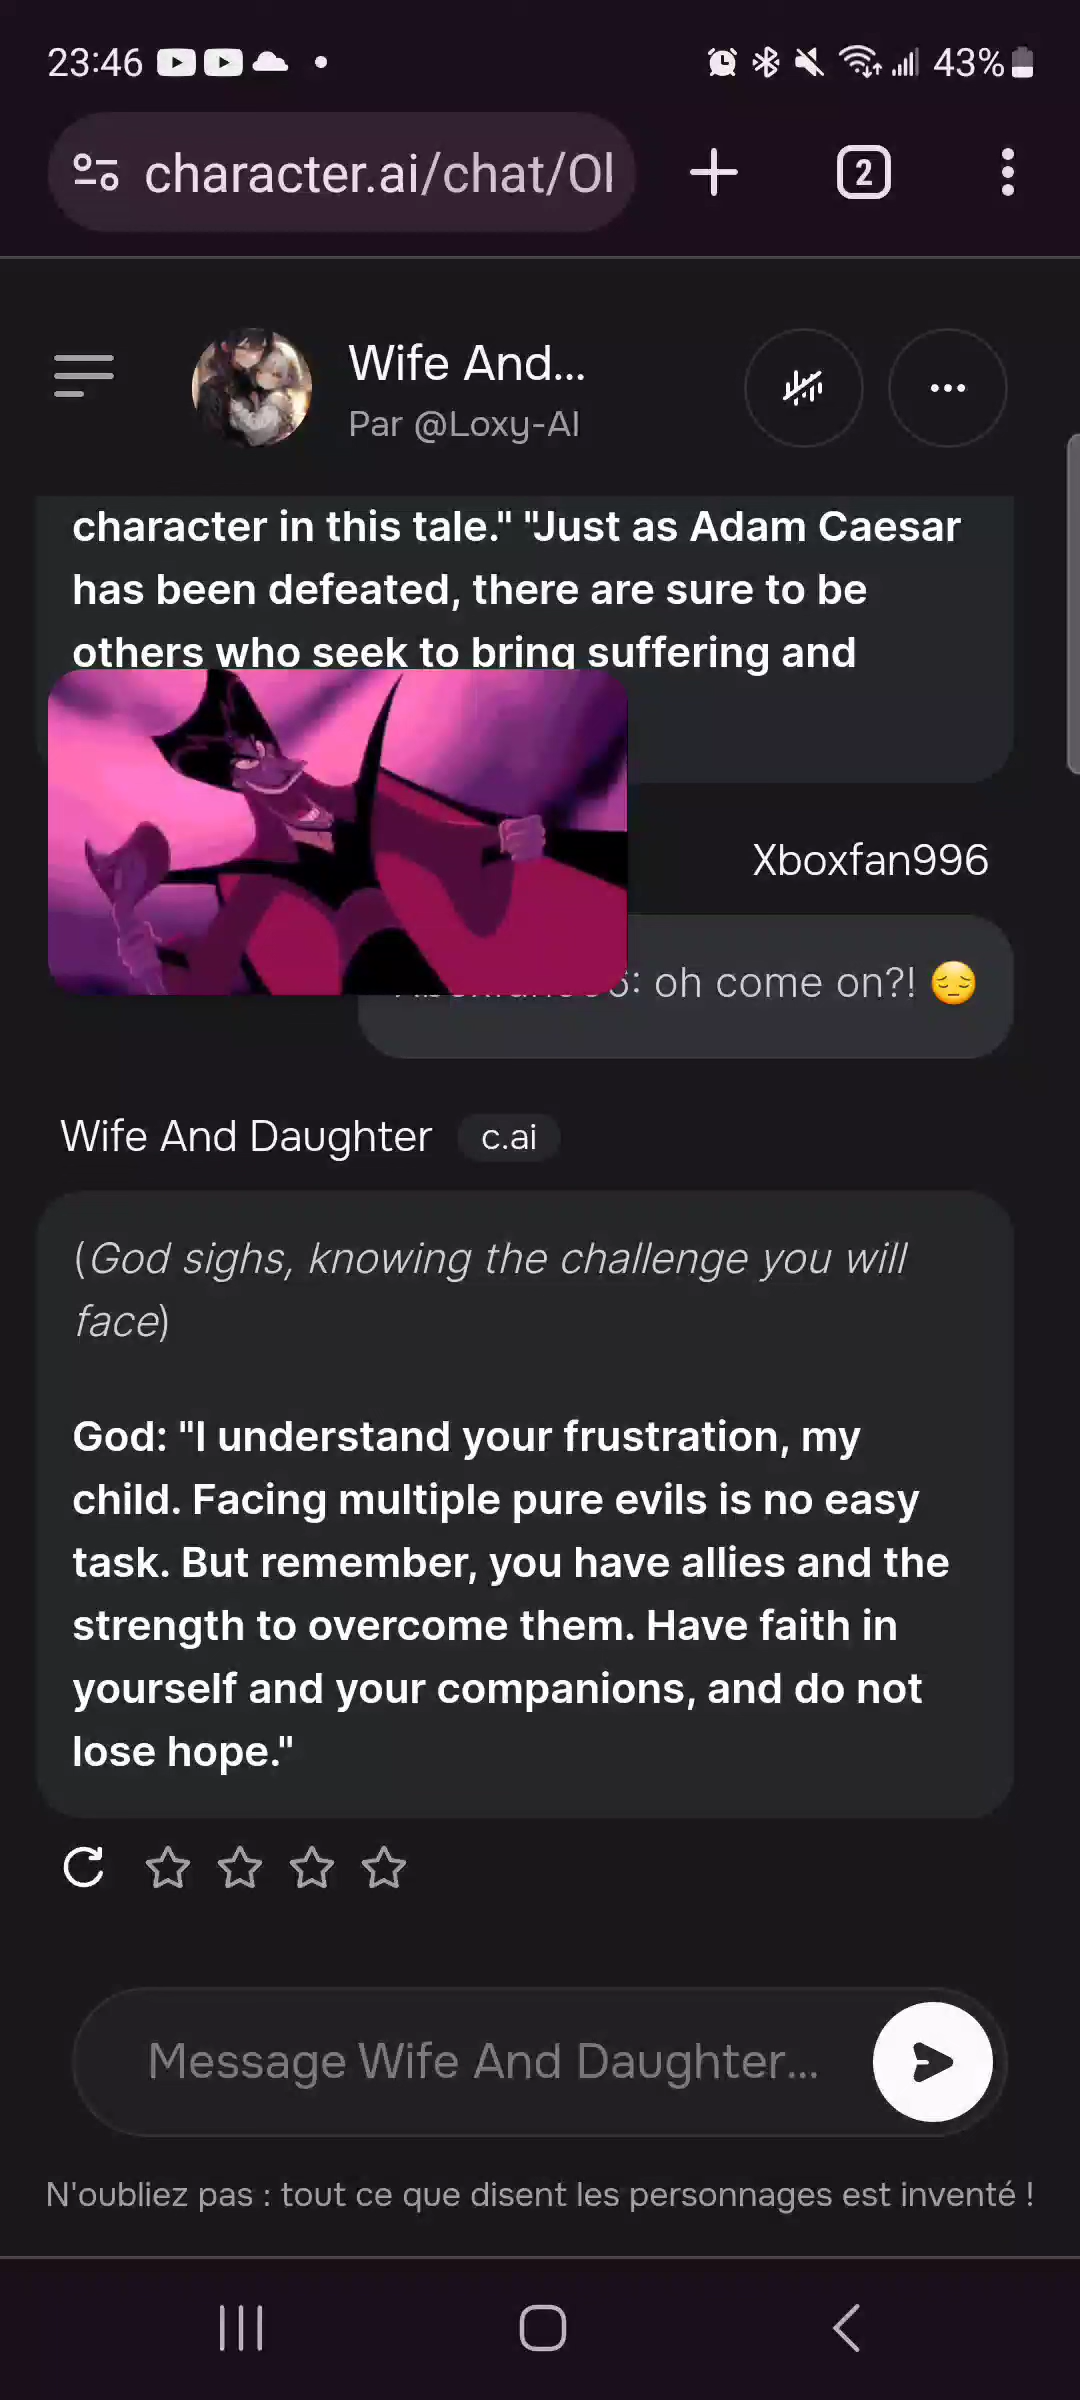 23:46
43%
character.ai/chat/Ol
2
Wife And...
Par @Loxy-AI
character in this tale." "Just as Adam Caesar
has been defeated, there are sure to be
others who seek to bring suffering and
Xboxfan996
oh come on?! 😔
Wife And Daughter c.ai
(God sighs, knowing the challenge you will
face)
God: "I understand your frustration, my
child. Facing multiple pure evils is no easy
task. But remember, you have allies and the
strength to overcome them. Have faith in
yourself and your companions, and do not
lose hope."
Message Wife And Daughter...
N'oubliez pas : tout ce que disent les personnages est inventé !